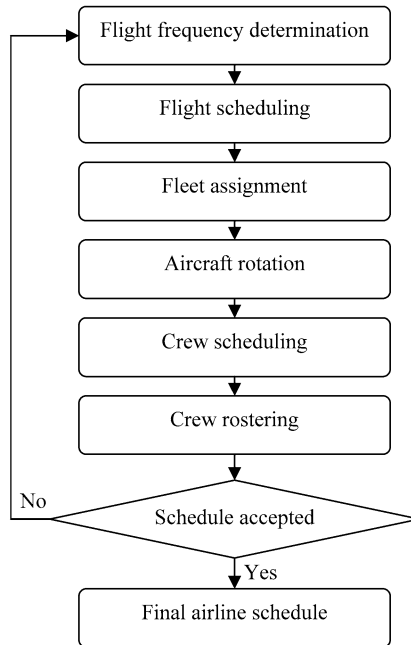 Flight frequency determination
Flight scheduling
Fleet assignment
Aircraft rotation
Crew scheduling
Crew rostering
No
Schedule accepted
Yes
Final airline schedule